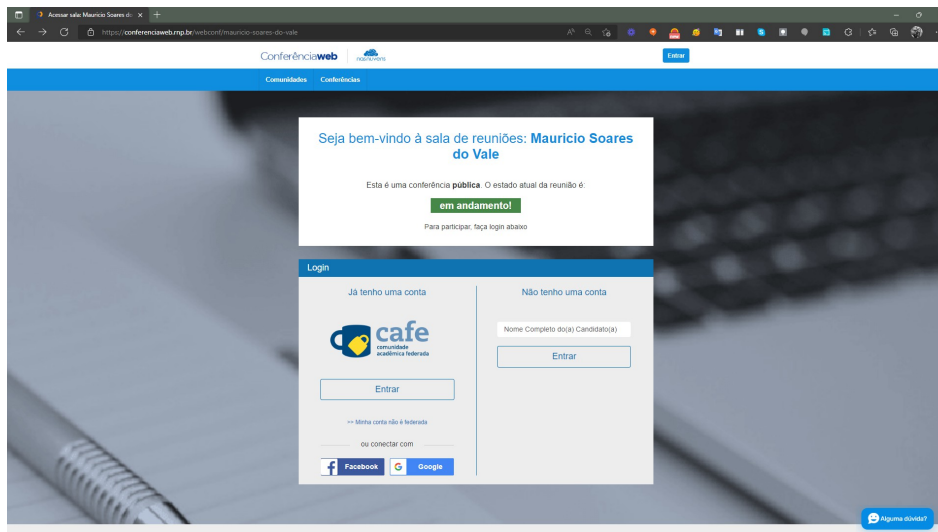 Acessar sala: Mauricio Soares do
https://conferenciaweb.rnp.br/webconf/mauricio-soares-do-vale
Conferênciaweb
nasnuvens
Entrar
Comunidades Conferências
Seja bem-vindo à sala de reuniões: Mauricio Soares
do Vale
Esta é uma conferência pública. O estado atual da reunião é:
em andamento!
Para participar, faça login abaixo
Login
Já tenho uma conta
cafe
comunidade
acadêmica federada
Entrar
>> Minha conta não é federada
ou conectar com
Facebook
G Google
Não tenho uma conta
Nome Completo do(a) Candidato(a)
Entrar
Alguma dúvida?